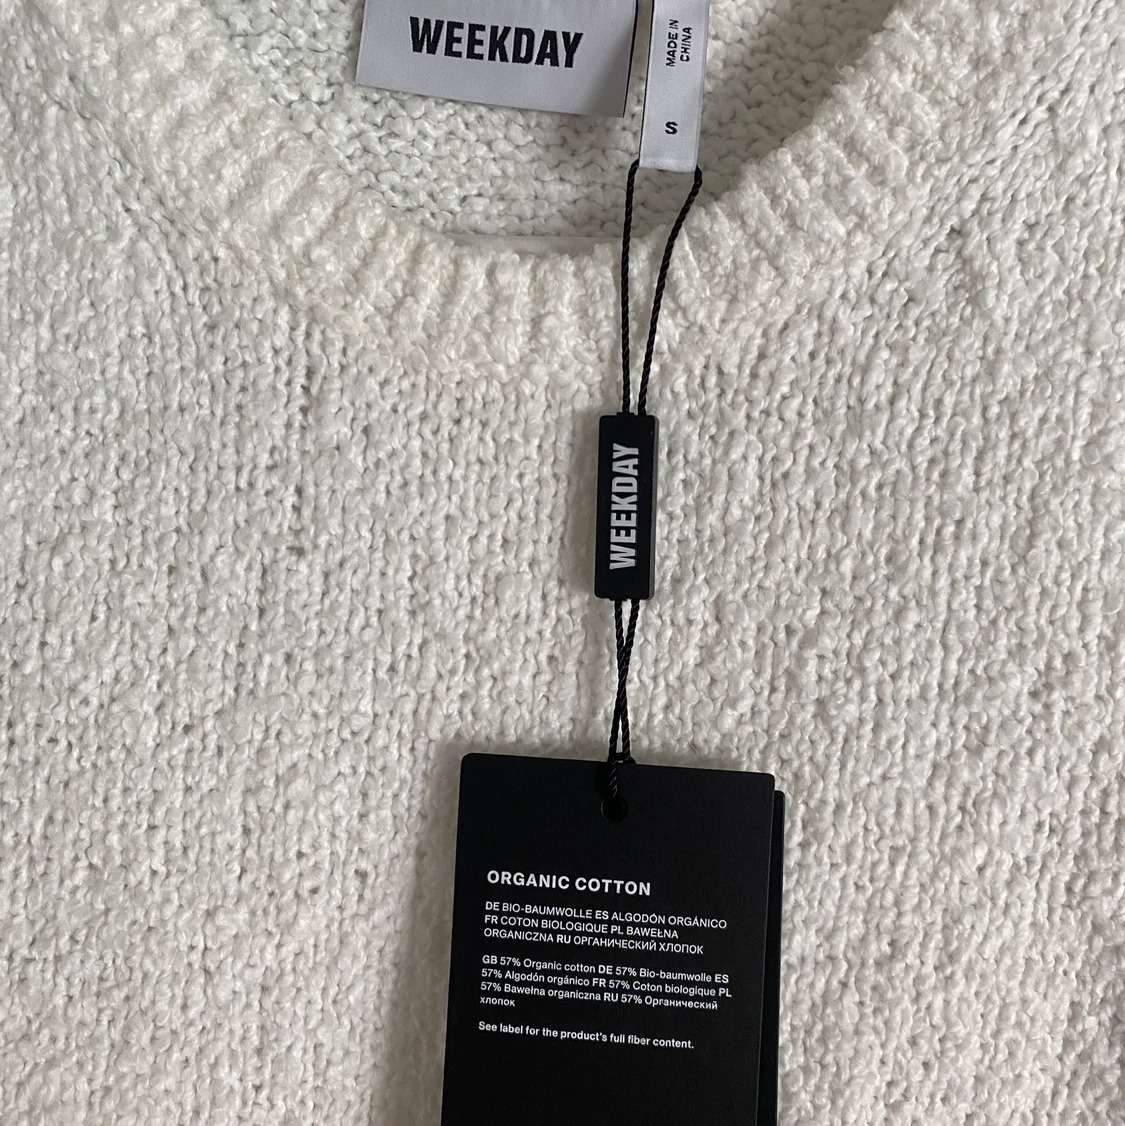 WEEKDAY
MADE IN
CHINA
S
WEEKDAY
ORGANIC COTTON
DE BIO-BAUMWOLLE ES ALGODÓN ORGÁNICO
FR COTON BIOLOGIQUE PL BAWEŁNA
ORGANICZNA RU ОРГАНИЧЕСКИЙ ХЛОПОК
GB 57% Organic cotton DE 57% Bio-baumwolle ES
57% Algodón orgánico FR 57% Coton biologique PL
57% Bawełna organiczna RU 57% Органический
хлопок
See label for the product's full fiber content.